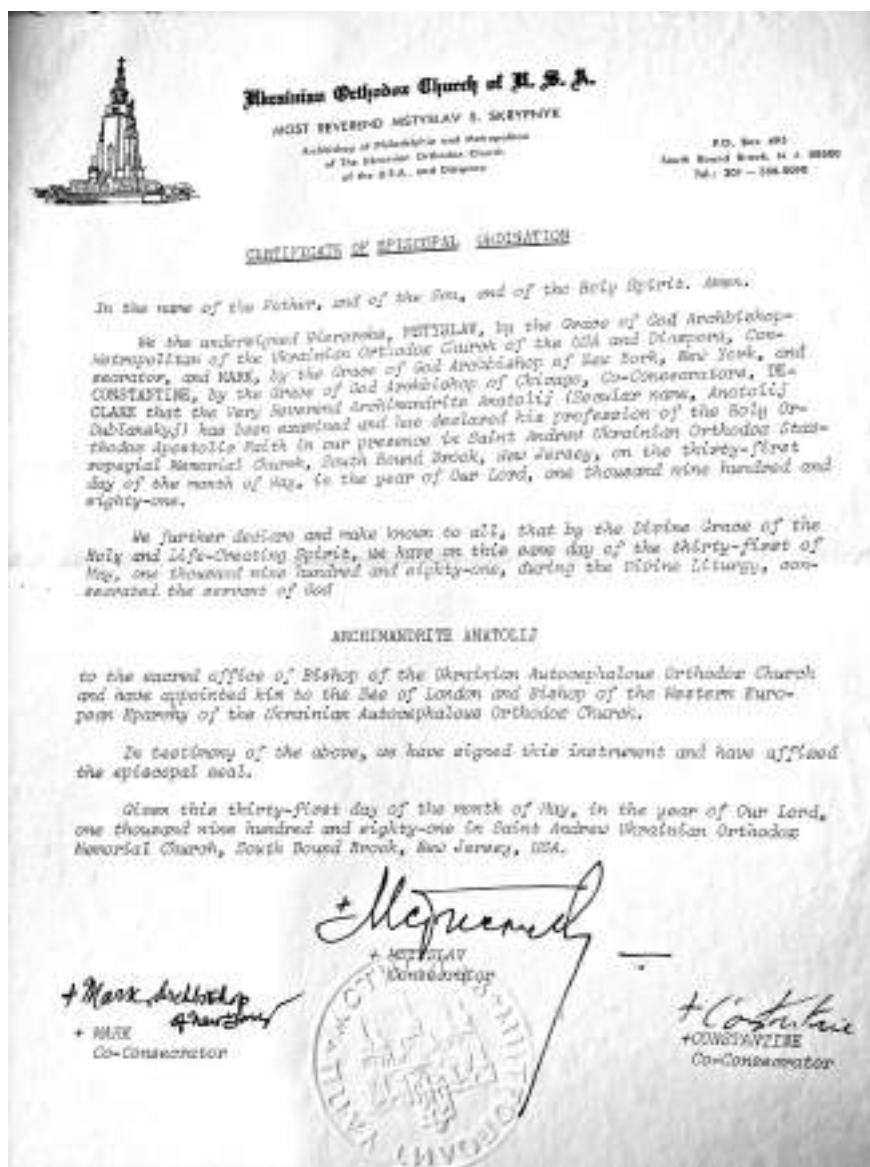 Ukrainian Orthodox Church of U. S. A.
MOST REVEREND MSTYSLAV S. SKRYPNYK
Archbishop of Philadelphia and Metropolitan
of The Ukrainian Orthodox Church
of the U.S.A. and Diaspora
P.O. Box 495
South Bound Brook, N. J.
Tel.: 201 —
CERTIFICATE OF EPISCOPAL ORDINATION
In the name of the Father, and of the Son, and of the Holy Spirit. Amen.
We the undersigned Hierarchs, MSTYSLAV, by the Grace of God Archbishop-
Metropolitan of the Ukrainian Orthodox Church of the USA and Diaspora, Con-
secrator, and MARK, by the Grace of God Archbishop of New York, New York, and
CONSTANTINE, by the Grace of God Archbishop of Chicago, Co-Consecrators, DE-
CLARE that the Very Reverend Archimandrite Anatolij (Secular name, Anatolij
Dublanskyj) has been examined and has declared his profession of the Holy Or-
thodox Apostolic Faith in our presence in Saint Andrew Ukrainian Orthodox Stav-
ropegial Memorial Church, South Bound Brook, New Jersey, on the thirty-first
day of the month of May, in the year of Our Lord, one thousand nine hundred and
eighty-one.
We further declare and make known to all, that by the Divine Grace of the
Holy and Life-Creating Spirit, we have on this same day of the thirty-first of
May, one thousand nine hundred and eighty-one, during the Divine Liturgy, con-
secrated the servant of God
ARCHIMANDRITE ANATOLIJ
to the sacred office of Bishop of the Ukrainian Autocephalous Orthodox Church
and have appointed him to the See of London and Bishop of the Western Euro-
pean Eparchy of the Ukrainian Autocephalous Orthodox Church.
In testimony of the above, we have signed this instrument and have affixed
the episcopal seal.
Given this thirty-first day of the month of May, in the year of Our Lord,
one thousand nine hundred and eighty-one in Saint Andrew Ukrainian Orthodox
Memorial Church, South Bound Brook, New Jersey, USA.
+ Мстислав
+ MSTYSLAV
Consecrator
+ Mark, Archbishop
of New York
+ MARK
Co-Consecrator
+ Constantine
+CONSTANTINE
Co-Consecrator